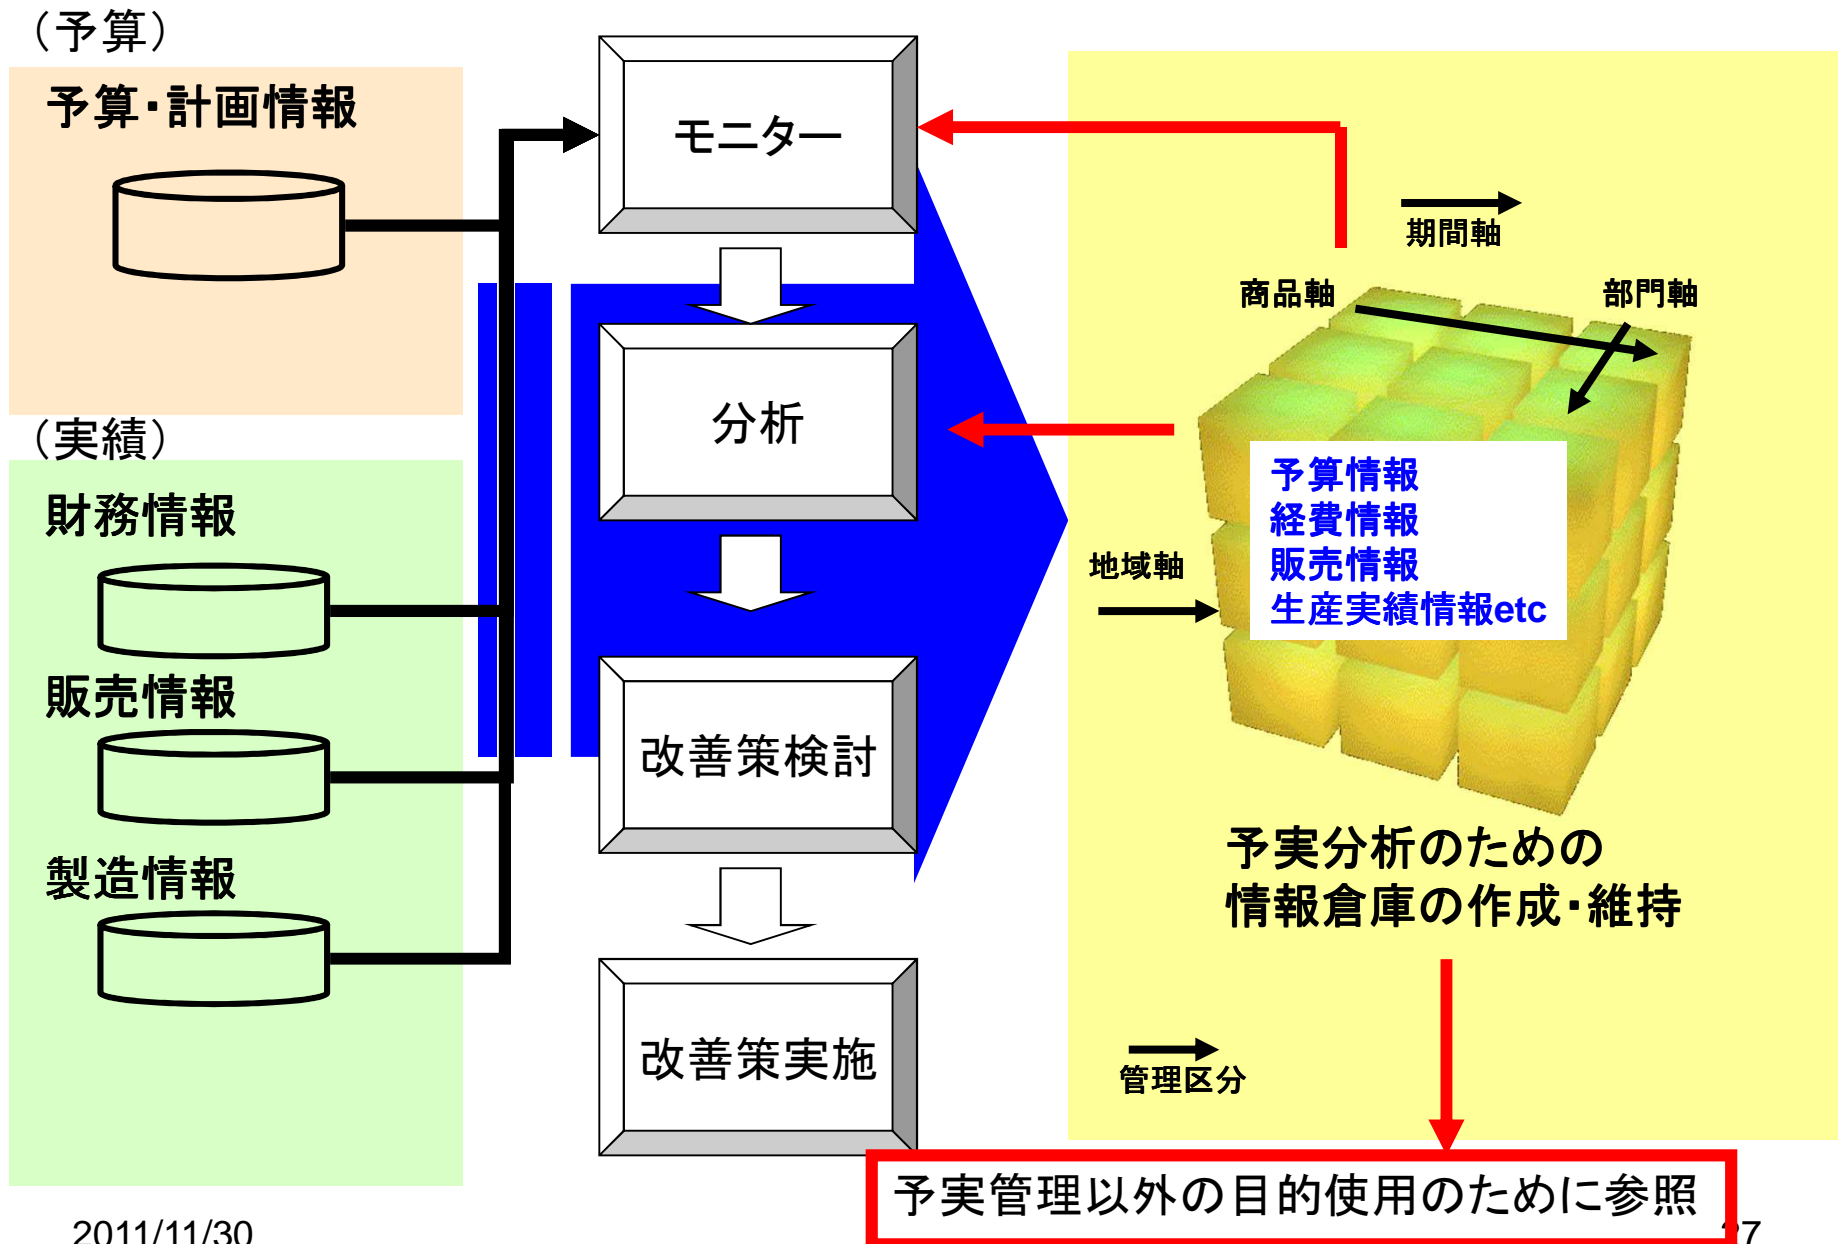 （予算）
予算・計画情報
（実績）
財務情報
販売情報
製造情報
モニター
分析
改善策検討
改善策実施
期間軸
商品軸
部門軸
予算情報
経費情報
販売情報
生産実績情報etc
地域軸
予実分析のための
情報倉庫の作成・維持
管理区分
予実管理以外の目的使用のために参照
2011/11/30